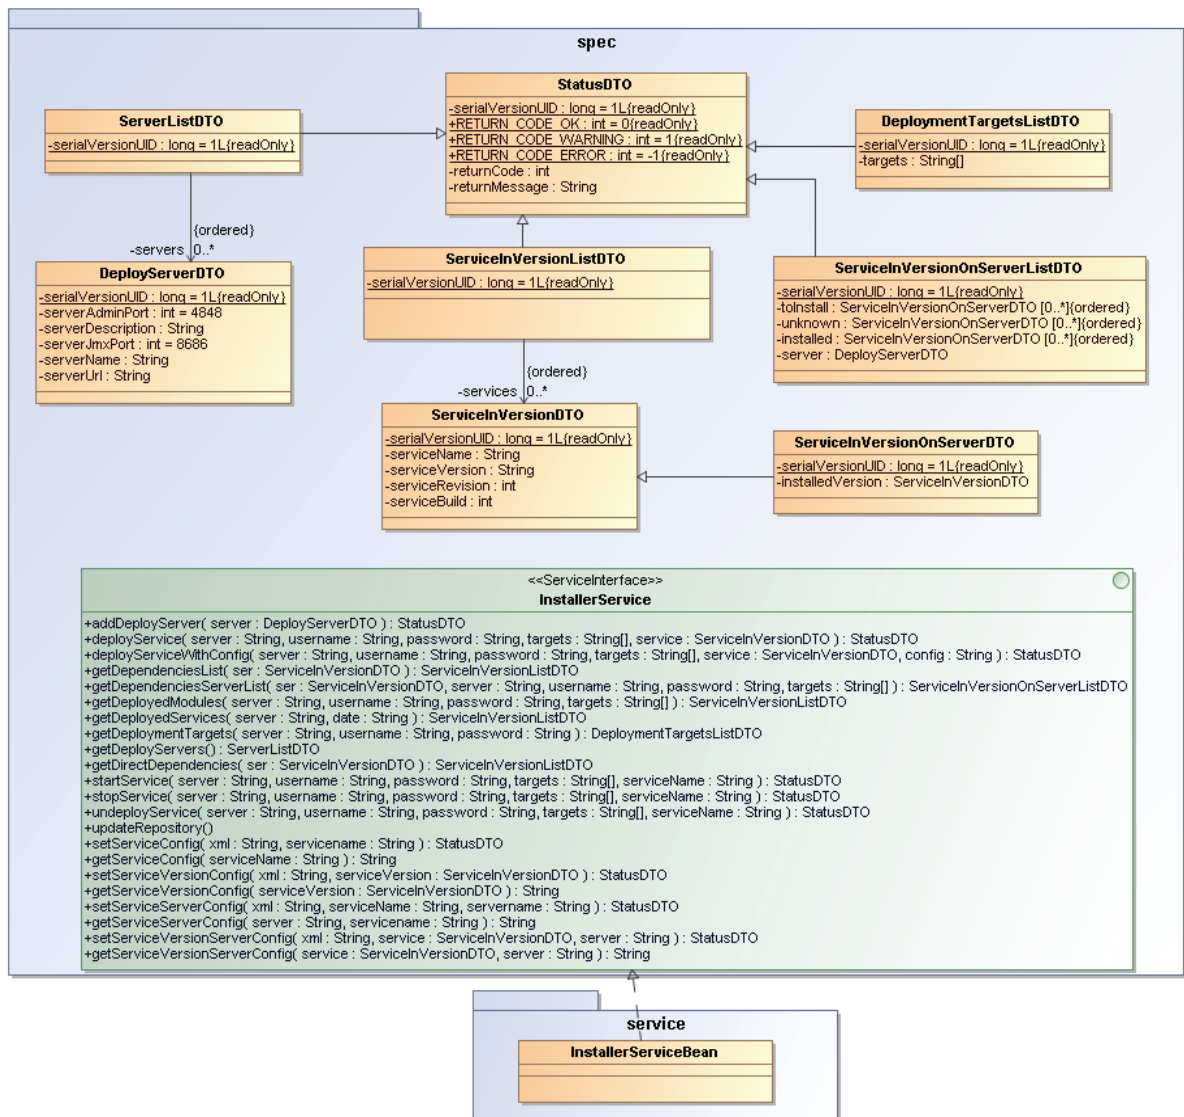 spec
StatusDTO
-serialVersionUID : long = 1L{readOnly}
+RETURN_CODE_OK : int = 0{readOnly}
+RETURN_CODE_WARNING : int = 1{readOnly}
+RETURN_CODE_ERROR : int = -1{readOnly}
-returnCode : int
-returnMessage : String
ServerListDTO
-serialVersionUID : long = 1L{readOnly}
DeploymentTargetsListDTO
-serialVersionUID : long = 1L{readOnly}
-targets : String[]
{ordered}
-servers 0..*
DeployServerDTO
-serialVersionUID : long = 1L{readOnly}
-serverAdminPort : int = 4848
-serverDescription : String
-serverJmxPort : int = 8686
-serverName : String
-serverUrl : String
ServiceInVersionListDTO
-serialVersionUID : long = 1L{readOnly}
ServiceInVersionOnServerListDTO
-serialVersionUID : long = 1L{readOnly}
-toInstall : ServiceInVersionOnServerDTO [0..*]{ordered}
-unknown : ServiceInVersionOnServerDTO [0..*]{ordered}
-installed : ServiceInVersionOnServerDTO [0..*]{ordered}
-server : DeployServerDTO
{ordered}
-services 0..*
ServiceInVersionDTO
-serialVersionUID : long = 1L{readOnly}
-serviceName : String
-serviceVersion : String
-serviceRevision : int
-serviceBuild : int
ServiceInVersionOnServerDTO
-serialVersionUID : long = 1L{readOnly}
-installedVersion : ServiceInVersionDTO
<<ServiceInterface>>
InstallerService
+addDeployServer( server : DeployServerDTO ) : StatusDTO
+deployService( server : String, username : String, password : String, targets : String[], service : ServiceInVersionDTO ) : StatusDTO
+deployServiceWithConfig( server : String, username : String, password : String, targets : String[], service : ServiceInVersionDTO, config : String ) : StatusDTO
+getDependenciesList( ser : ServiceInVersionDTO ) : ServiceInVersionListDTO
+getDependenciesServerList( ser : ServiceInVersionDTO, server : String, username : String, password : String, targets : String[] ) : ServiceInVersionOnServerListDTO
+getDeployedModules( server : String, username : String, password : String, targets : String[] ) : ServiceInVersionListDTO
+getDeployedServices( server : String, date : String ) : ServiceInVersionListDTO
+getDeploymentTargets( server : String, username : String, password : String ) : DeploymentTargetsListDTO
+getDeployServers() : ServerListDTO
+getDirectDependencies( ser : ServiceInVersionDTO ) : ServiceInVersionListDTO
+startService( server : String, username : String, password : String, targets : String[], serviceName : String ) : StatusDTO
+stopService( server : String, username : String, password : String, targets : String[], serviceName : String ) : StatusDTO
+undeployService( server : String, username : String, password : String, targets : String[], serviceName : String ) : StatusDTO
+updateRepository()
+setServiceConfig( xml : String, servicename : String ) : StatusDTO
+getServiceConfig( serviceName : String ) : String
+setServiceVersionConfig( xml : String, serviceVersion : ServiceInVersionDTO ) : StatusDTO
+getServiceVersionConfig( serviceVersion : ServiceInVersionDTO ) : String
+setServiceServerConfig( xml : String, serviceName : String, servername : String ) : StatusDTO
+getServiceServerConfig( server : String, servicename : String ) : String
+setServiceVersionServerConfig( xml : String, service : ServiceInVersionDTO, server : String ) : StatusDTO
+getServiceVersionServerConfig( service : ServiceInVersionDTO, server : String ) : String
service
InstallerServiceBean